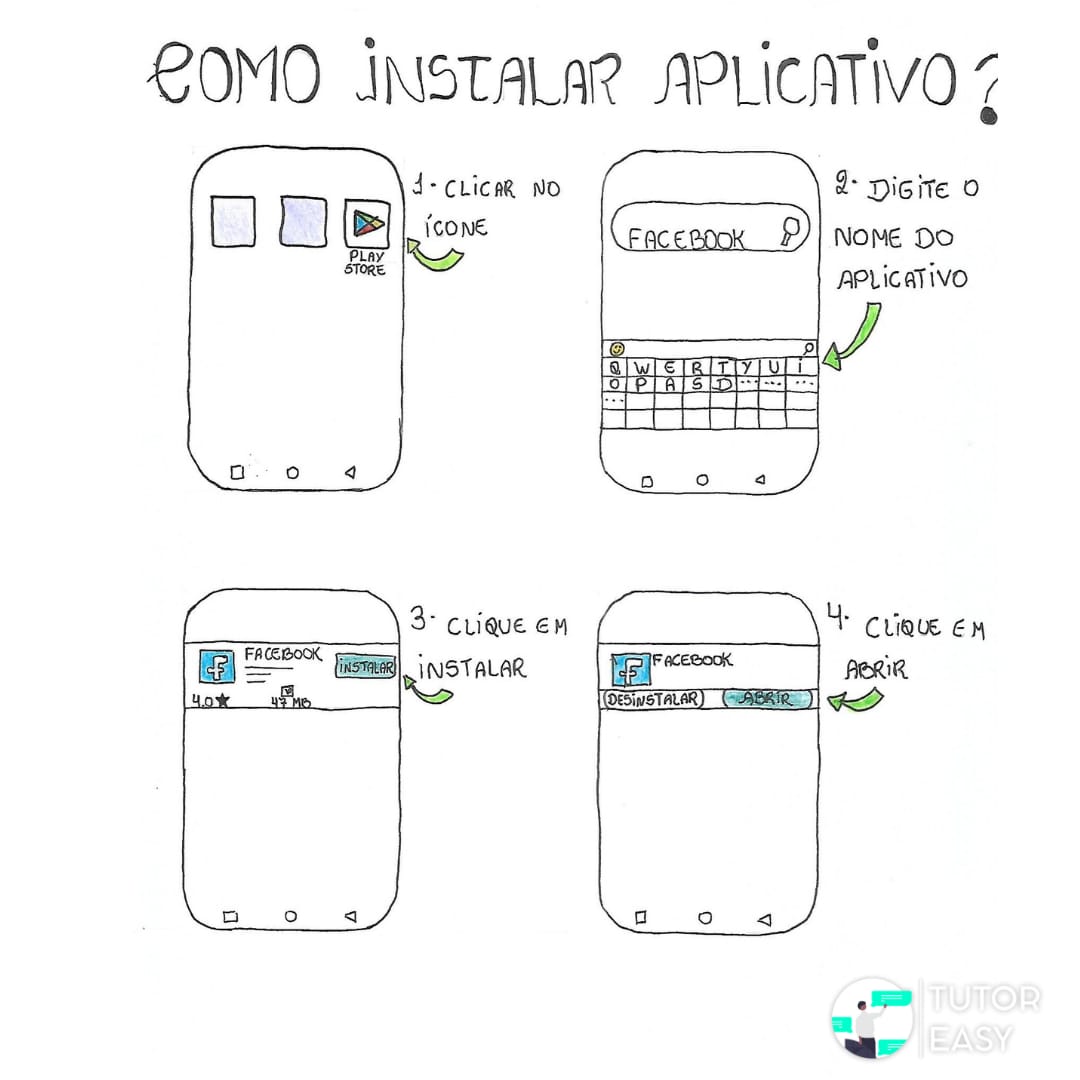 COMO INSTALAR APLICATIVO?
1. CLICAR NO
ÍCONE
PLAY
STORE
2. DIGITE O
NOME DO
APLICATIVO
FACEBOOK
Q W E R T Y U I
O P A S D ... ... ...
...
3. CLIQUE EM
INSTALAR
FACEBOOK
INSTALAR
4.0★ 47 MB
4. CLIQUE EM
ABRIR
FACEBOOK
DESINSTALAR ABRIR
TUTOR
EASY